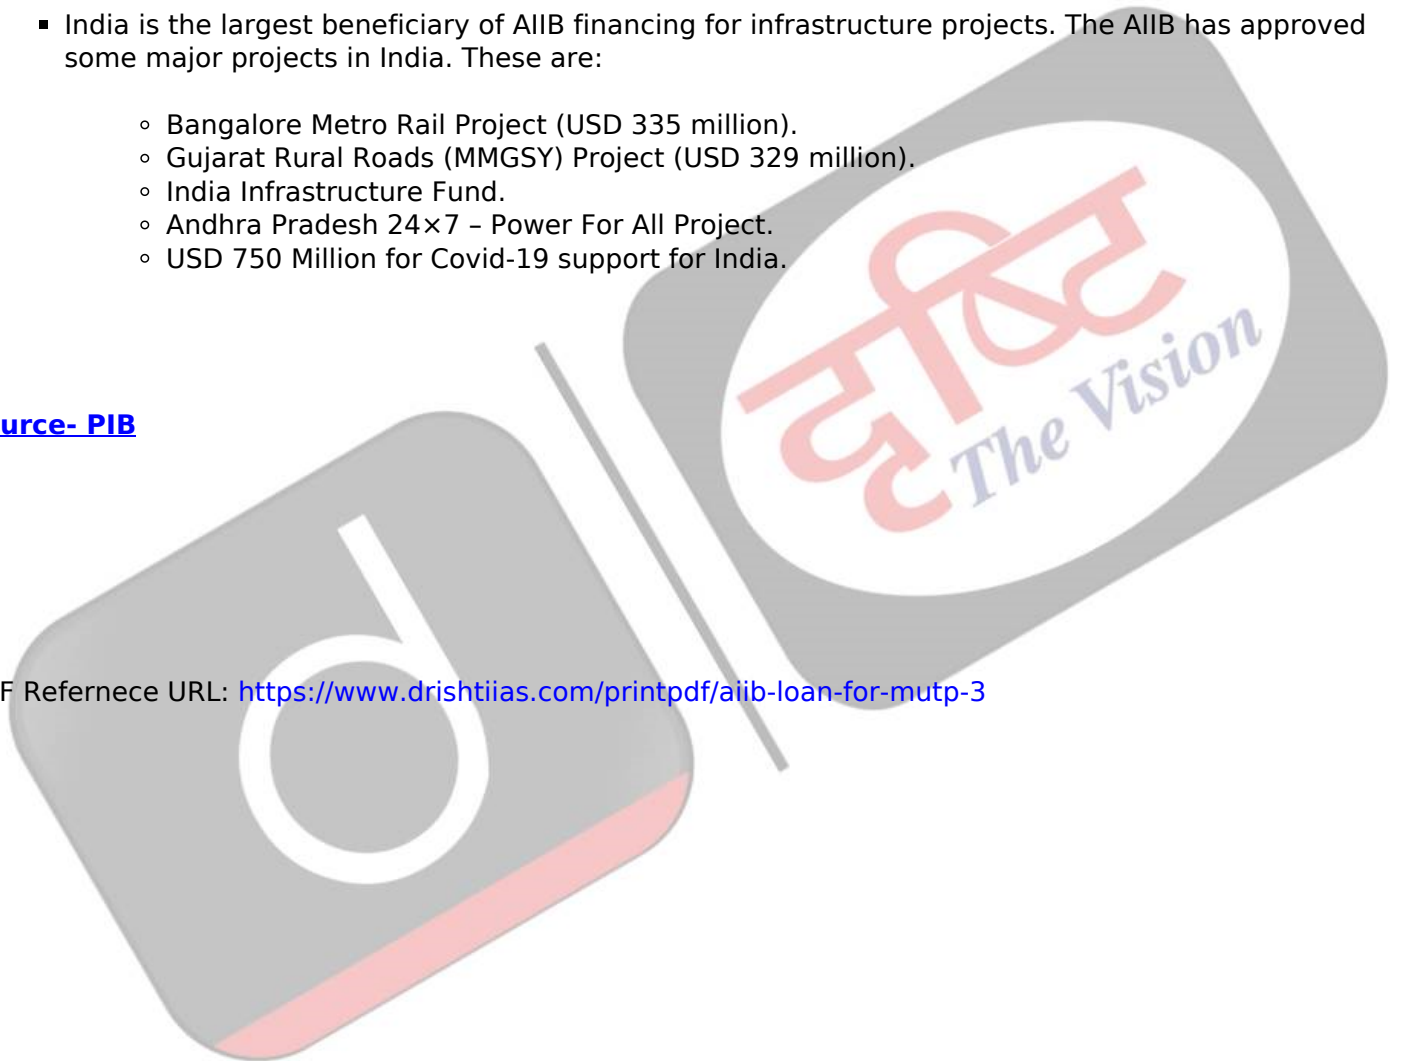 ▪ India is the largest beneficiary of AIIB financing for infrastructure projects. The AIIB has approved
some major projects in India. These are:
◦ Bangalore Metro Rail Project (USD 335 million).
◦ Gujarat Rural Roads (MMGSY) Project (USD 329 million).
◦ India Infrastructure Fund.
◦ Andhra Pradesh 24×7 – Power For All Project.
◦ USD 750 Million for Covid-19 support for India.
दृष्टि
The Vision
urce- PIB
d
F Refernece URL: https://www.drishtiias.com/printpdf/aiib-loan-for-mutp-3